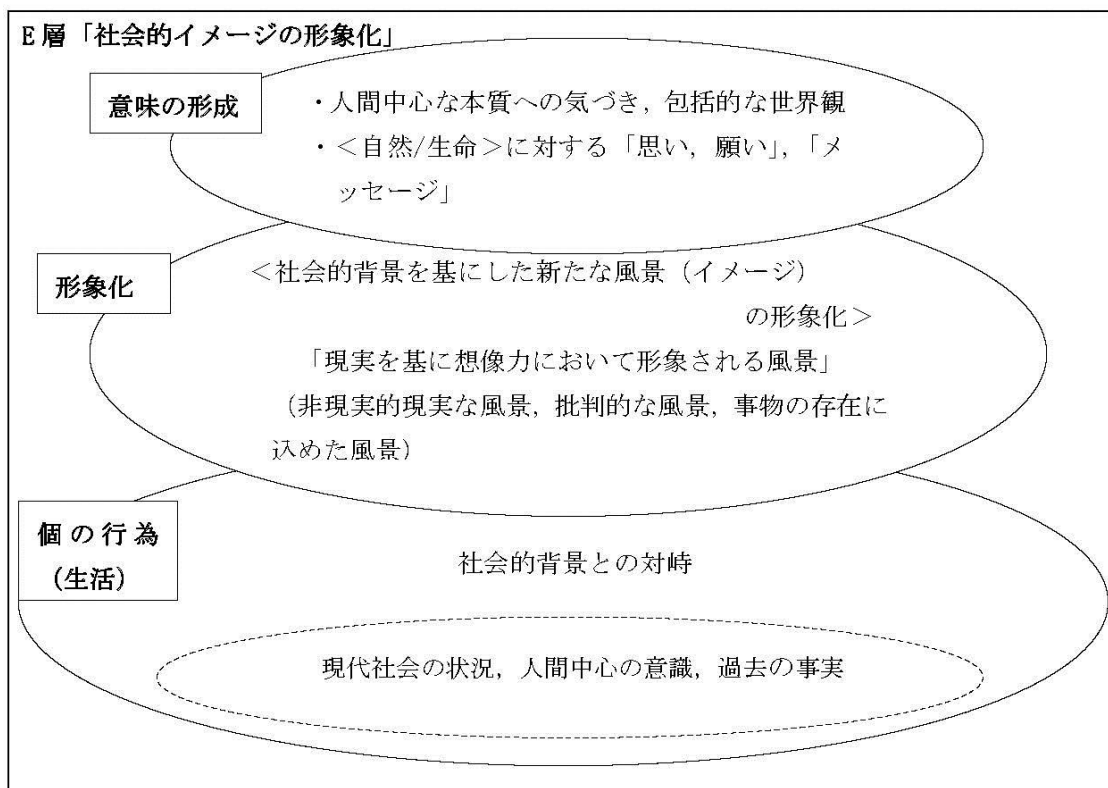 E層「社会的イメージの形象化」
意味の形成
・人間中心な本質への気づき，包括的な世界観
・＜自然/生命＞に対する「思い，願い」，「メ
ッセージ」
形象化
＜社会的背景を基にした新たな風景（イメージ）
の形象化＞
「現実を基に想像力において形象される風景」
（非現実的現実な風景，批判的な風景，事物の存在に
込めた風景）
個の行為
（生活）
社会的背景との対峙
現代社会の状況，人間中心の意識，過去の事実